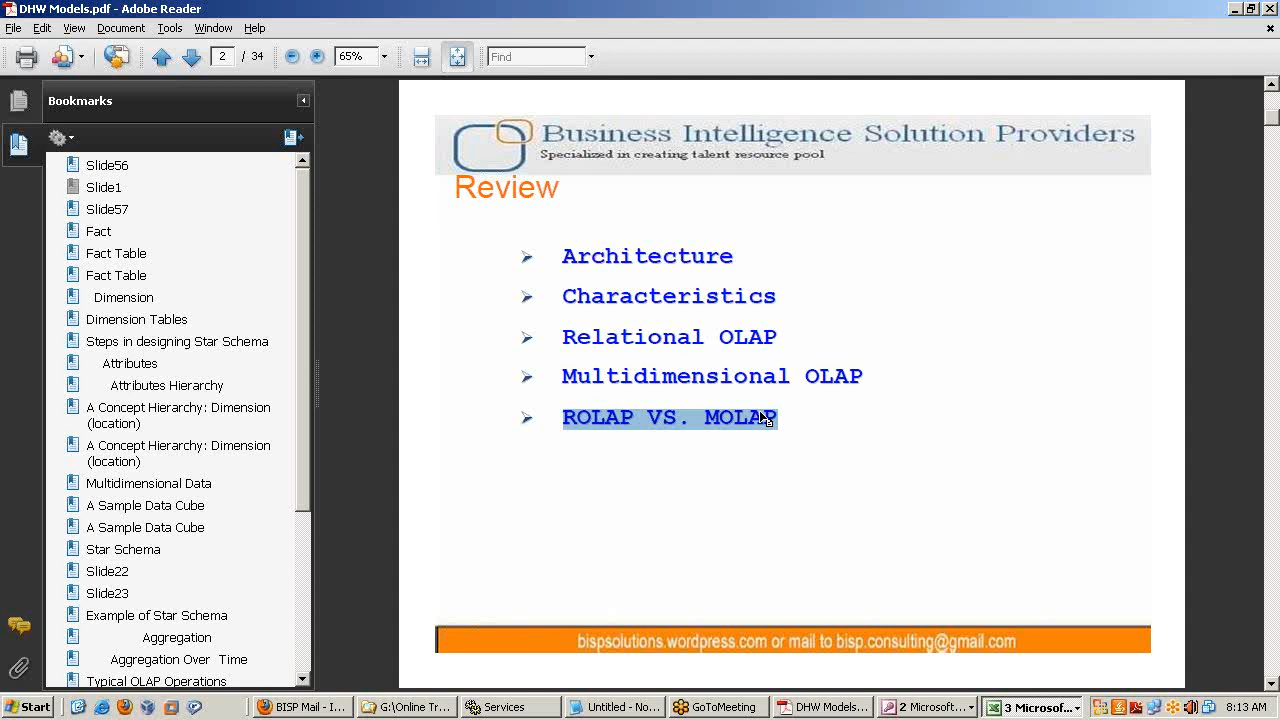 DHW Models.pdf - Adobe Reader
File Edit View Document Tools Window Help
2 / 34 65% Find
Bookmarks
Slide56
Slide1
Slide57
Fact
Fact Table
Fact Table
Dimension
Dimension Tables
Steps in designing Star Schema
Attributes
Attributes Hierarchy
A Concept Hierarchy: Dimension
(location)
A Concept Hierarchy: Dimension
(location)
Multidimensional Data
A Sample Data Cube
A Sample Data Cube
Star Schema
Slide22
Slide23
Example of Star Schema
Aggregation
Aggregation Over Time
Typical OLAP Operations
Business Intelligence Solution Providers
Specialized in creating talent resource pool
Review
Architecture
Characteristics
Relational OLAP
Multidimensional OLAP
ROLAP VS. MOLAP
bispsolutions.wordpress.com or mail to bisp.consulting@gmail.com
Start BISP Mail - I... G:\Online Tr... Services Untitled - No... GoToMeeting DHW Models... 2 Microsoft... 3 Microsof... 8:13 AM